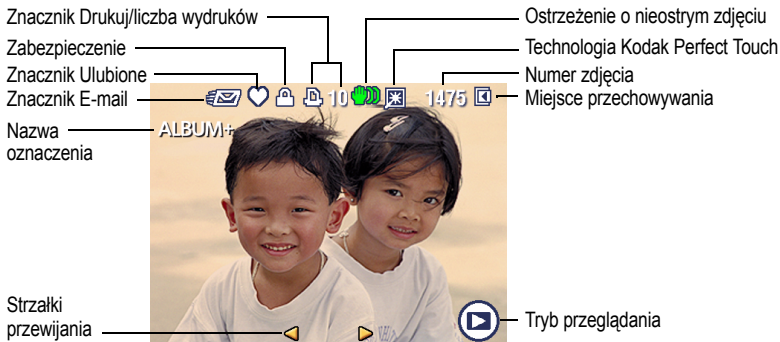 Znacznik Drukuj/liczba wydruków
Zabezpieczenie
Znacznik Ulubione
Znacznik E-mail
Nazwa
oznaczenia
Ostrzeżenie o nieostrym zdjęciu
Technologia Kodak Perfect Touch
Numer zdjęcia
Miejsce przechowywania
10
1475
ALBUM+
Strzałki
przewijania
Tryb przeglądania